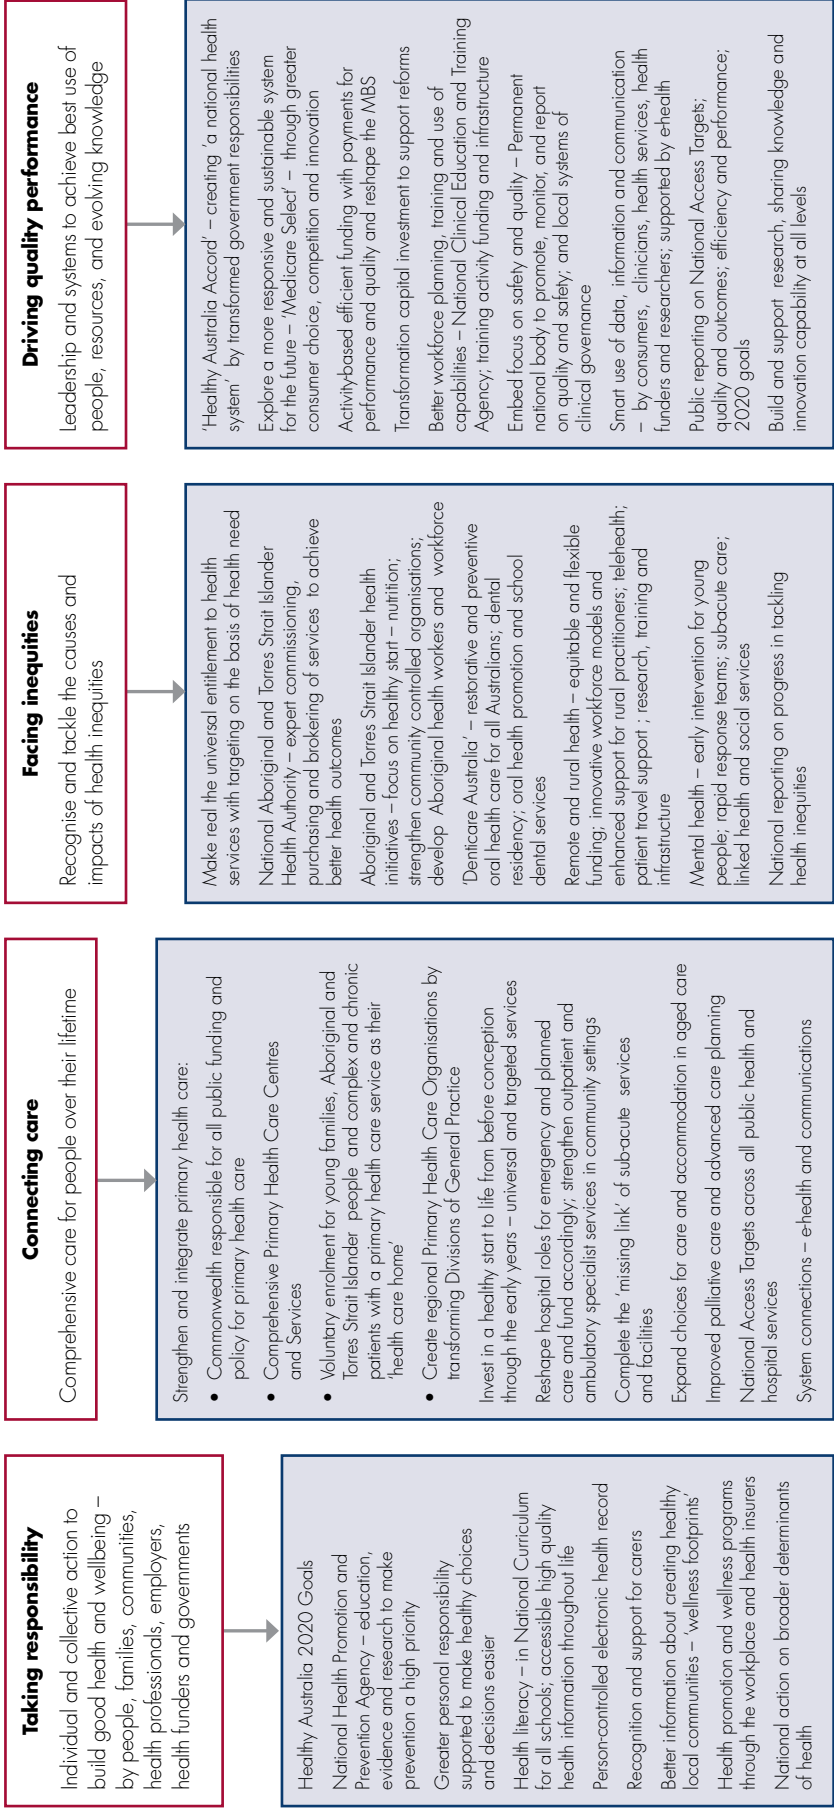 Taking responsibility
Individual and collective action to
build good health and wellbeing –
by people, families, communities,
health professionals, employers,
health funders and governments
Healthy Australia 2020 Goals
National Health Promotion and
Prevention Agency – education,
evidence and research to make
prevention a high priority
Greater personal responsibility
supported to make healthy choices
and decisions easier
Health literacy – in National Curriculum
for all schools; accessible high quality
health information throughout life
Person-controlled electronic health record
Recognition and support for carers
Better information about creating healthy
local communities – ‘wellness footprints’
Health promotion and wellness programs
through the workplace and health insurers
National action on broader determinants
of health
Connecting care
Comprehensive care for people over their lifetime
Strengthen and integrate primary health care:
• Commonwealth responsible for all public funding and
policy for primary health care
• Comprehensive Primary Health Care Centres
and Services
• Voluntary enrolment for young families, Aboriginal and
Torres Strait Islander people and complex and chronic
patients with a primary health care service as their
‘health care home’
• Create regional Primary Health Care Organisations by
transforming Divisions of General Practice
Invest in a healthy start to life from before conception
through the early years – universal and targeted services
Reshape hospital roles for emergency and planned
care and fund accordingly; strengthen outpatient and
ambulatory specialist services in community settings
Complete the ‘missing link’ of sub-acute services
and facilities
Expand choices for care and accommodation in aged care
Improved palliative care and advanced care planning
National Access Targets across all public health and
hospital services
System connections – e-health and communications
Facing inequities
Recognise and tackle the causes and
impacts of health inequities
Make real the universal entitlement to health
services with targeting on the basis of health need
National Aboriginal and Torres Strait Islander
Health Authority – expert commissioning,
purchasing and brokering of services to achieve
better health outcomes
Aboriginal and Torres Strait Islander health
initiatives – focus on healthy start – nutrition;
strengthen community controlled organisations;
develop Aboriginal health workers and workforce
‘Denticare Australia’ – restorative and preventive
oral health care for all Australians; dental
residency; oral health promotion and school
dental services
Remote and rural health – equitable and flexible
funding; innovative workforce models and
enhanced support for rural practitioners; telehealth;
patient travel support ; research, training and
infrastructure
Mental health – early intervention for young
people; rapid response teams; sub-acute care;
linked health and social services
National reporting on progress in tackling
health inequities
Driving quality performance
Leadership and systems to achieve best use of
people, resources, and evolving knowledge
‘Healthy Australia Accord’ – creating ‘a national health
system’ by transformed government responsibilities
Explore a more responsive and sustainable system
for the future – ‘Medicare Select’ – through greater
consumer choice, competition and innovation
Activity-based efficient funding with payments for
performance and quality and reshape the MBS
Transformation capital investment to support reforms
Better workforce planning, training and use of
capabilities – National Clinical Education and Training
Agency; training activity funding and infrastructure
Embed focus on safety and quality – Permanent
national body to promote, monitor, and report
on quality and safety; and local systems of
clinical governance
Smart use of data, information and communication
– by consumers, clinicians, health services, health
funders and researchers; supported by e-health
Public reporting on National Access Targets;
quality and outcomes; efficiency and performance;
2020 goals
Build and support research, sharing knowledge and
innovation capability at all levels